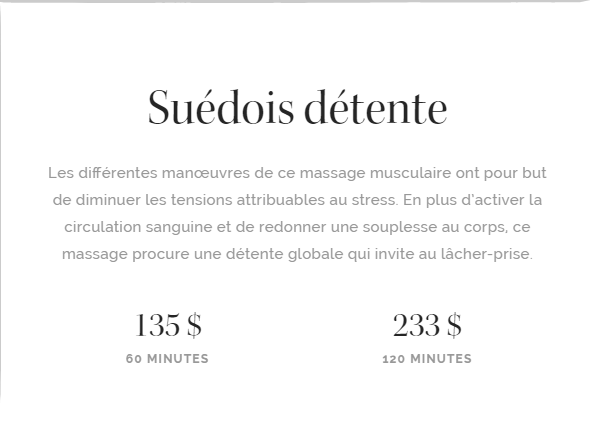 Suédois détente
Les différentes manœuvres de ce massage musculaire ont pour but
de diminuer les tensions attribuables au stress. En plus d'activer la
circulation sanguine et de redonner une souplesse au corps, ce
massage procure une détente globale qui invite au lâcher-prise.
135 $ 233 $
60 MINUTES 120 MINUTES